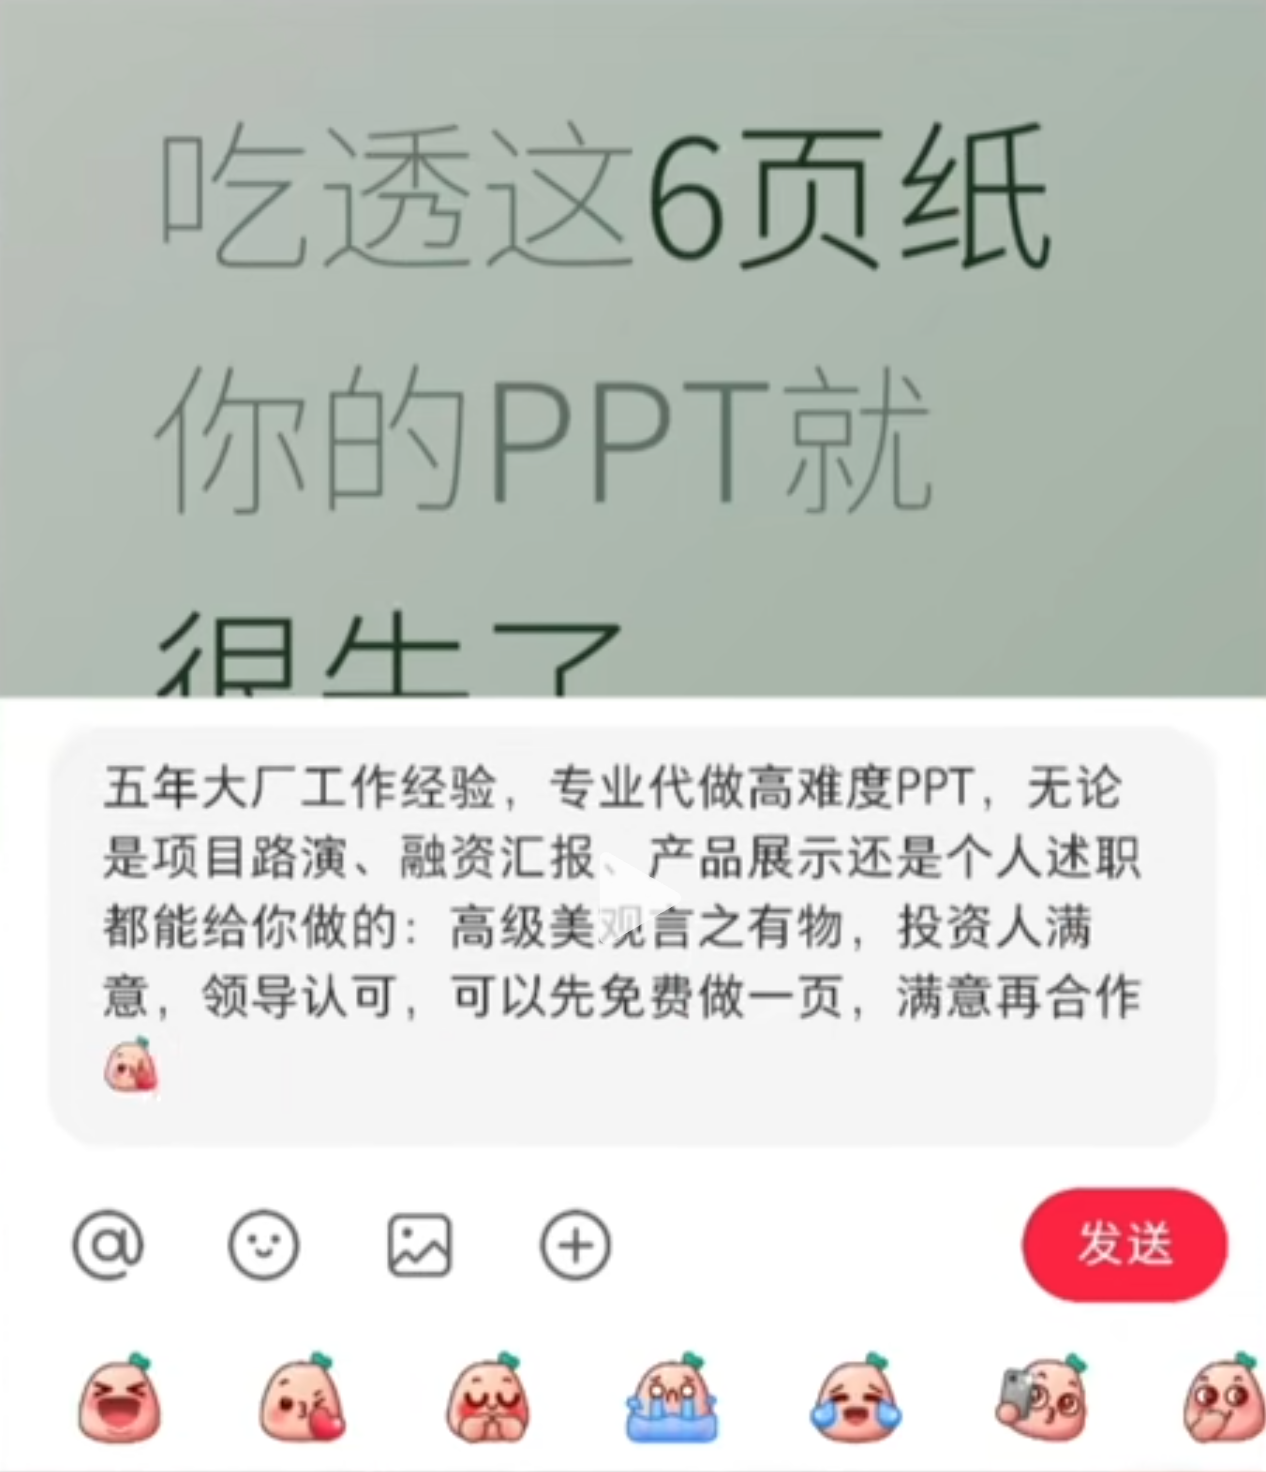 吃透这6页纸
你的PPT就
很牛了
五年大厂工作经验，专业代做高难度PPT，无论
是项目路演、融资汇报、产品展示还是个人述职
都能给你做的：高级美观言之有物，投资人满
意，领导认可，可以先免费做一页，满意再合作
发送